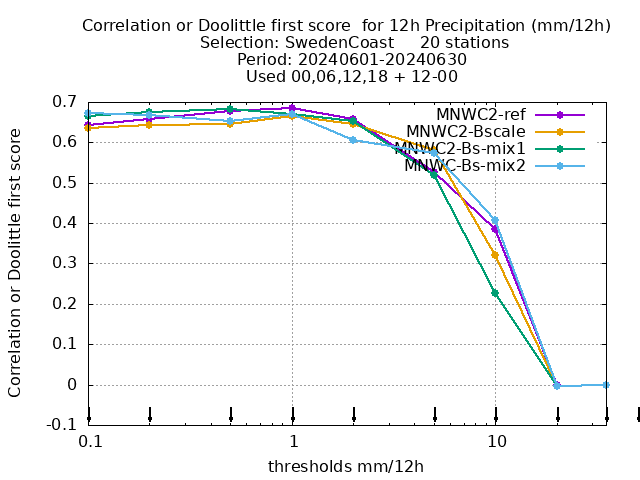 Correlation or Doolittle first score  for 12h Precipitation (mm/12h)
Selection: SwedenCoast     20 stations
Period: 20240601-20240630
Used 00,06,12,18 + 12-00
Correlation or Doolittle first score
0.7
0.6
0.5
0.4
0.3
0.2
0.1
0
-0.1
MNWC2-ref
MNWC2-Bscale
MNWC2-Bs-mix1
MNWC-Bs-mix2
0.1
1
10
thresholds mm/12h